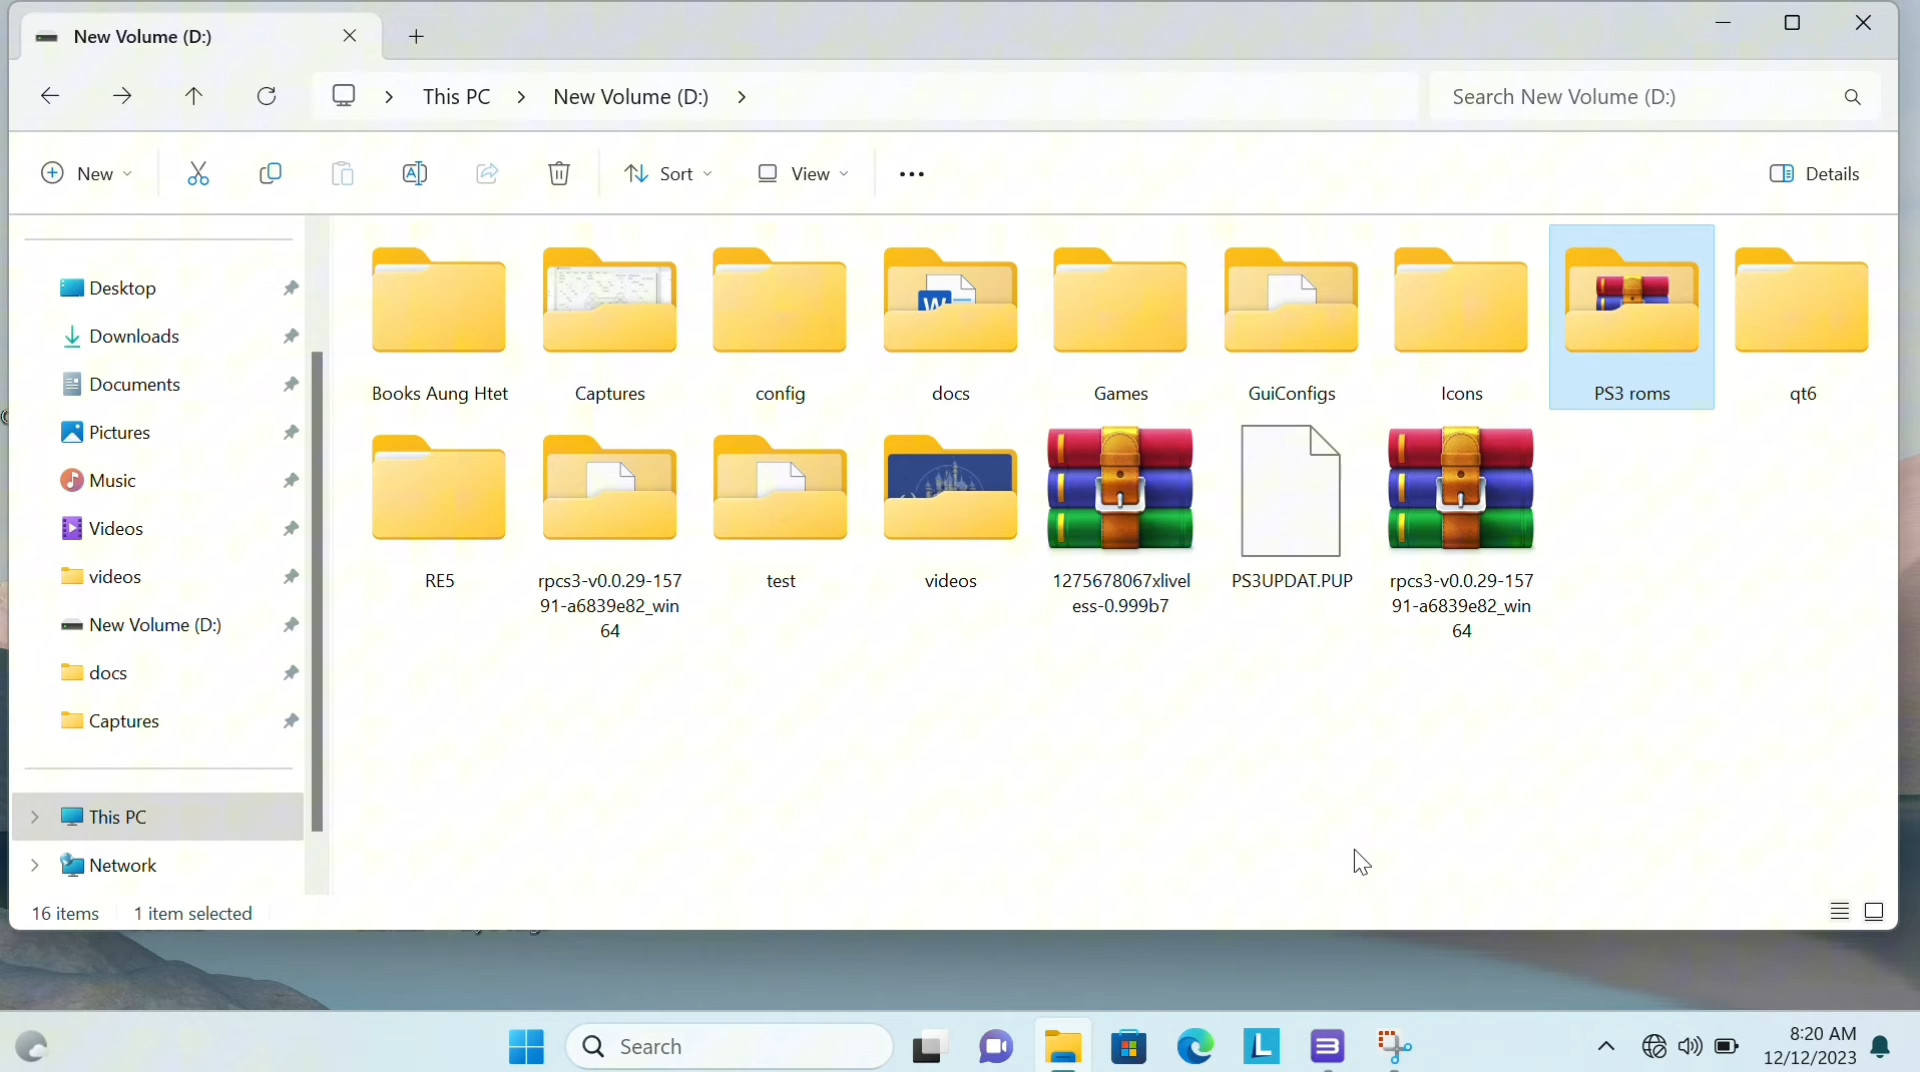 New Volume (D:)
This PC
New Volume (D:)
Search New Volume (D:)
New
Sort
View
Details
Desktop
Downloads
Documents
Pictures
Music
Videos
videos
New Volume (D:)
docs
Captures
This PC
Network
Books Aung Htet
Captures
config
docs
Games
GuiConfigs
Icons
PS3 roms
qt6
RE5
rpcs3-v0.0.29-157
91-a6839e82_win
64
test
videos
1275678067xlivel
ess-0.999b7
PS3UPDAT.PUP
rpcs3-v0.0.29-157
91-a6839e82_win
64
16 items
1 item selected
Search
8:20 AM
12/12/2023